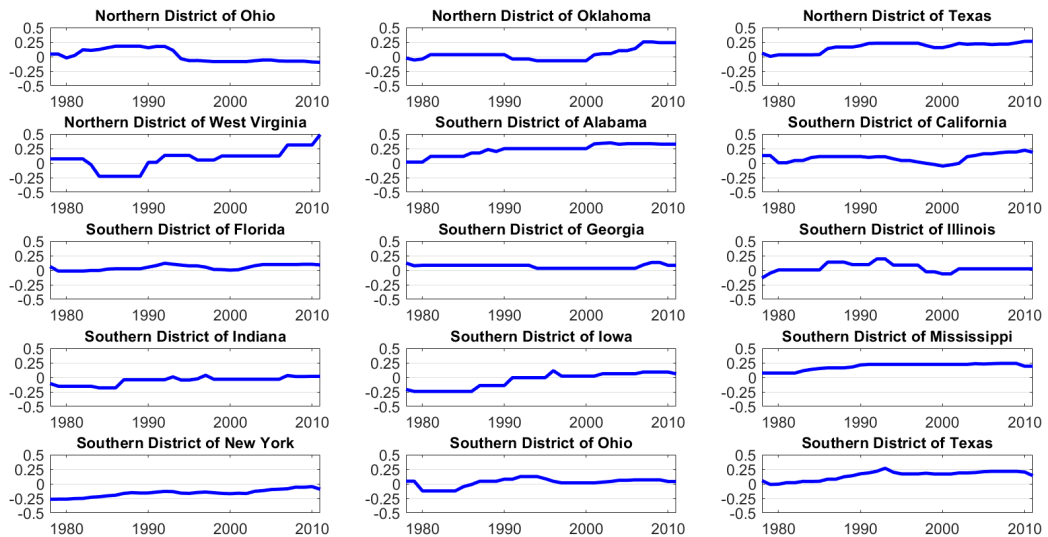 Northern District of Ohio
0.5
0.25
0
-0.25
-0.5
1980 1990 2000 2010
Northern District of Oklahoma
0.5
0.25
0
-0.25
-0.5
1980 1990 2000 2010
Northern District of Texas
0.5
0.25
0
-0.25
-0.5
1980 1990 2000 2010
Northern District of West Virginia
0.5
0.25
0
-0.25
-0.5
1980 1990 2000 2010
Southern District of Alabama
0.5
0.25
0
-0.25
-0.5
1980 1990 2000 2010
Southern District of California
0.5
0.25
0
-0.25
-0.5
1980 1990 2000 2010
Southern District of Florida
0.5
0.25
0
-0.25
-0.5
1980 1990 2000 2010
Southern District of Georgia
0.5
0.25
0
-0.25
-0.5
1980 1990 2000 2010
Southern District of Illinois
0.5
0.25
0
-0.25
-0.5
1980 1990 2000 2010
Southern District of Indiana
0.5
0.25
0
-0.25
-0.5
1980 1990 2000 2010
Southern District of Iowa
0.5
0.25
0
-0.25
-0.5
1980 1990 2000 2010
Southern District of Mississippi
0.5
0.25
0
-0.25
-0.5
1980 1990 2000 2010
Southern District of New York
0.5
0.25
0
-0.25
-0.5
1980 1990 2000 2010
Southern District of Ohio
0.5
0.25
0
-0.25
-0.5
1980 1990 2000 2010
Southern District of Texas
0.5
0.25
0
-0.25
-0.5
1980 1990 2000 2010